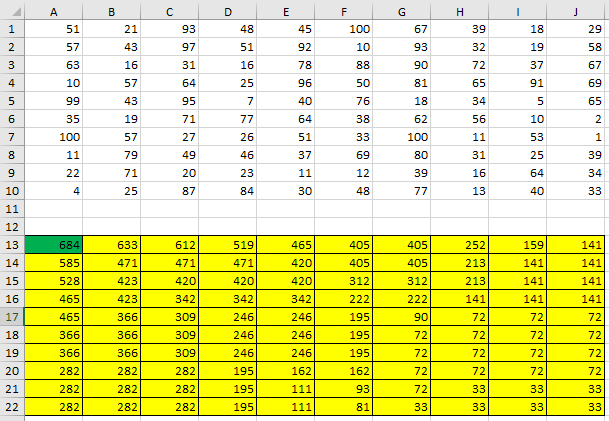 A B C D E F G H I J
1 51 21 93 48 45 100 67 39 18 29
2 57 43 97 51 92 10 93 32 19 58
3 63 16 31 16 78 88 90 72 37 67
4 10 57 64 25 96 50 81 65 91 69
5 99 43 95 7 40 76 18 34 5 65
6 35 19 71 77 64 38 62 56 10 2
7 100 57 27 26 51 33 100 11 53 1
8 11 79 49 46 37 69 80 31 25 39
9 22 71 20 23 11 12 39 16 64 34
10 4 25 87 84 30 48 77 13 40 33
11
12
13 684 633 612 519 465 405 405 252 159 141
14 585 471 471 471 420 405 405 213 141 141
15 528 423 420 420 420 312 312 213 141 141
16 465 423 342 342 342 222 222 141 141 141
17 465 366 309 246 246 195 90 72 72 72
18 366 366 309 246 246 195 72 72 72 72
19 366 366 309 246 246 195 72 72 72 72
20 282 282 282 195 162 162 72 72 72 72
21 282 282 282 195 111 93 72 33 33 33
22 282 282 282 195 111 81 33 33 33 33